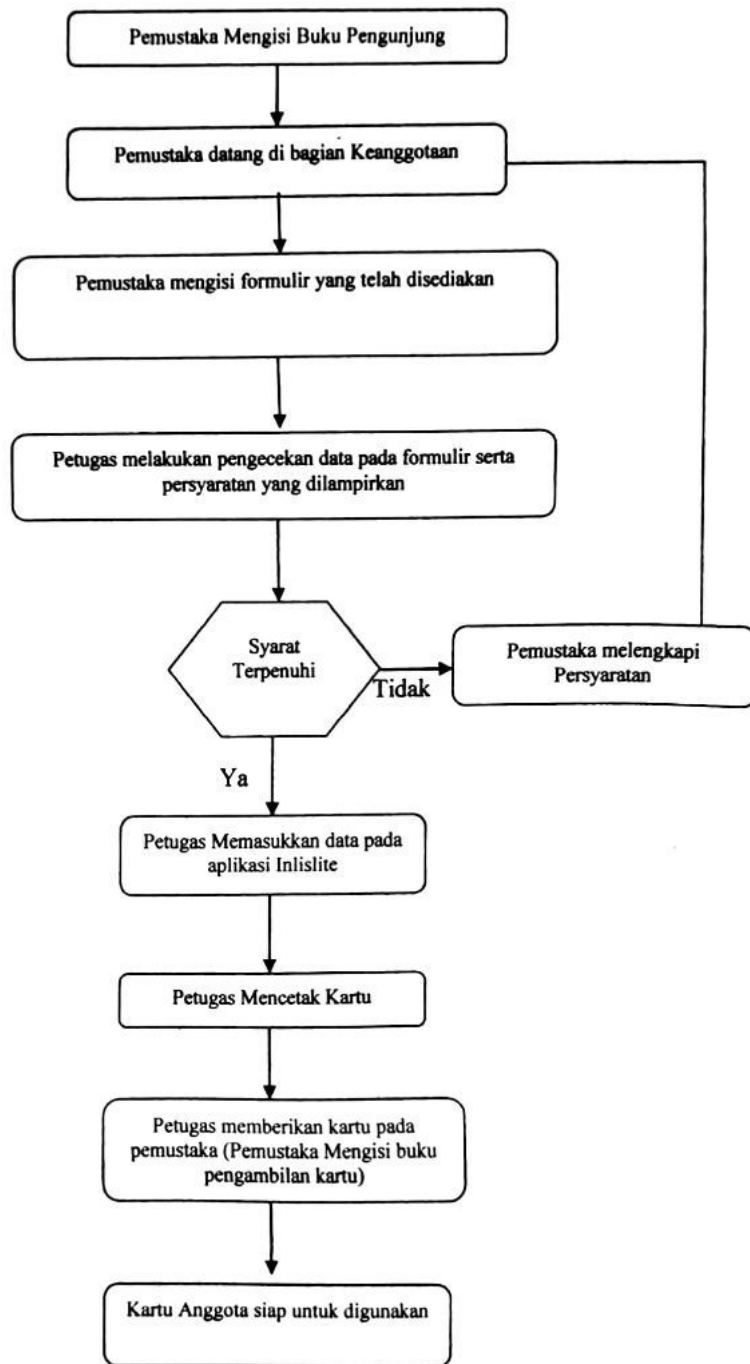 Pemustaka Mengisi Buku Pengunjung
Pemustaka datang di bagian Keanggotaan
Pemustaka mengisi formulir yang telah disediakan
Petugas melakukan pengecekan data pada formulir serta
persyaratan yang dilampirkan
Syarat
Terpenuhi
Tidak
Pemustaka melengkapi
Persyaratan
Ya
Petugas Memasukkan data pada
aplikasi Inlislite
Petugas Mencetak Kartu
Petugas memberikan kartu pada
pemustaka (Pemustaka Mengisi buku
pengambilan kartu)
Kartu Anggota siap untuk digunakan